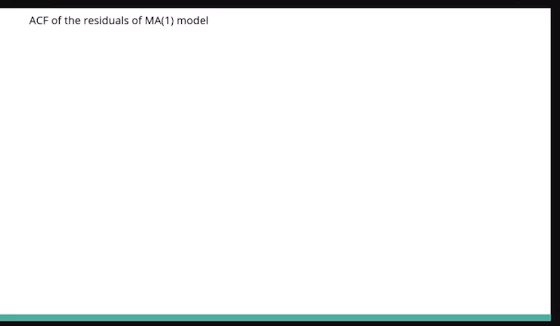 ACF of the residuals of MA(1) model